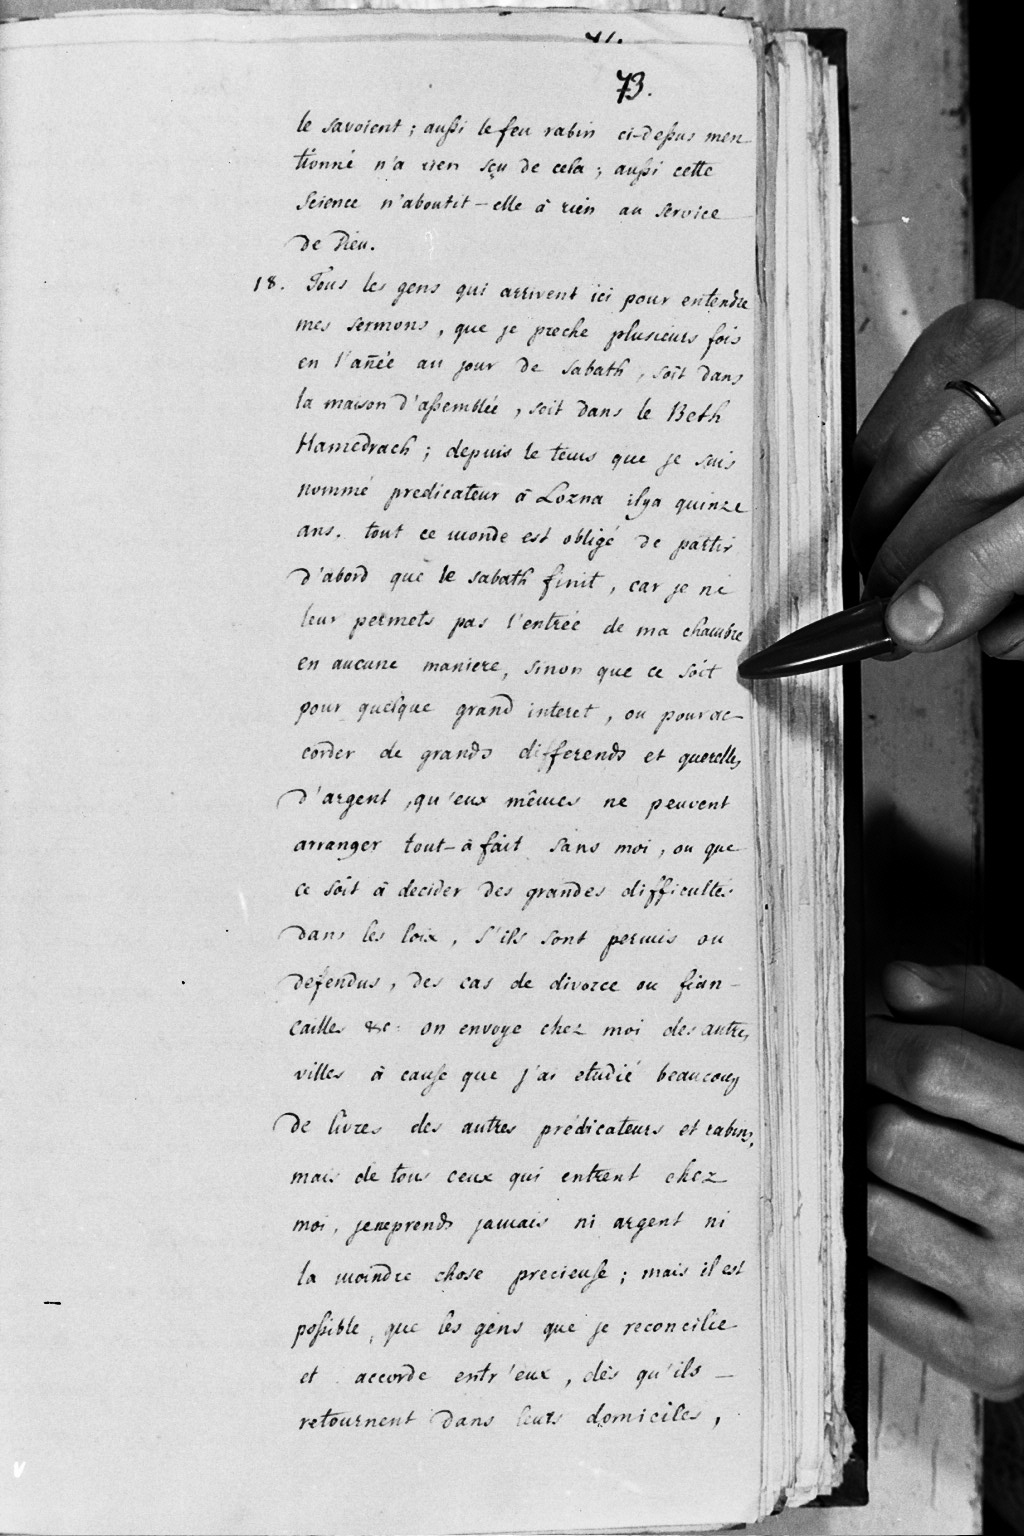 73.
le savoient ; aussi le feu rabin ci-dessus men-
tionné n'a rien sçu de cela ; aussi cette
Science n'aboutit-elle à rien au service
de Dieu.
18. Tous les gens qui arrivent ici pour entendre
mes sermons, que je preche plusieurs fois
en l'añée au jour de sabath, soit dans
la maison d'assemblée, soit dans le Beth
Hamedrach ; depuis le tems que je suis
nommé predicateur à Lozna ilya quinze
ans. tout ce monde est obligé de partir
d'abord que le sabath finit, car je ne
leur permets pas l'entrée de ma chambre
en aucune maniere, sinon que ce soit
pour quelque grand interet, ou pour ac-
corder de grands differends et querelles
d'argent, qu'eux mêmes ne peuvent
arranger tout-à fait sans moi, ou que
ce soit à decider des grandes difficultés
dans les loix, s'ils sont permis ou
defendus, des cas de divorce ou fian-
cailles &c: on envoye chez moi des autres
villes à cause que j'ai etudié beaucoup
de livres des autres prédicateurs et rabins,
mais de tous ceux qui entrent chez
moi, je ne prends jamais ni argent ni
la moindre chose precieuse ; mais il est
possible, que les gens que je reconcilie
et accorde entr'eux, dès qu'ils —
retournent dans leurs domiciles,